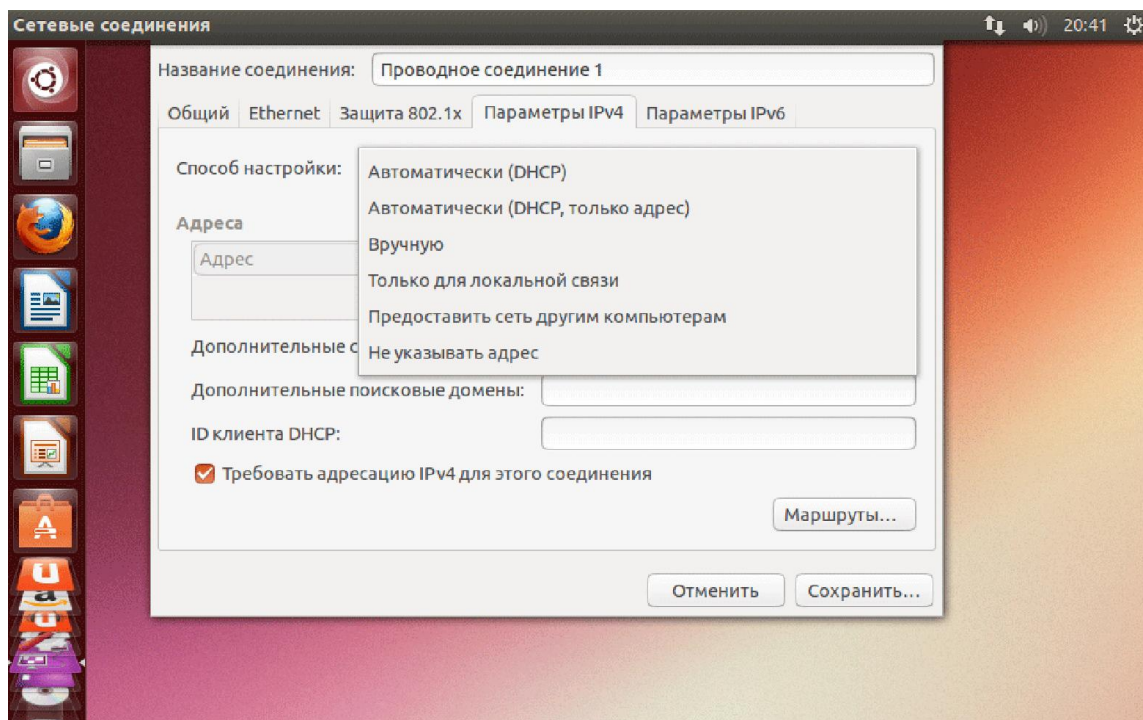 Сетевые соединения 20:41
Название соединения: Проводное соединение 1
Общий Ethernet Защита 802.1x Параметры IPv4 Параметры IPv6
Способ настройки:
Автоматически (DHCP)
Автоматически (DHCP, только адрес)
Адреса
Вручную
Адрес
Только для локальной связи
Предоставить сеть другим компьютерам
Дополнительные с
Не указывать адрес
Дополнительные поисковые домены:
ID клиента DHCP:
Требовать адресацию IPv4 для этого соединения
Маршруты...
Отменить Сохранить...